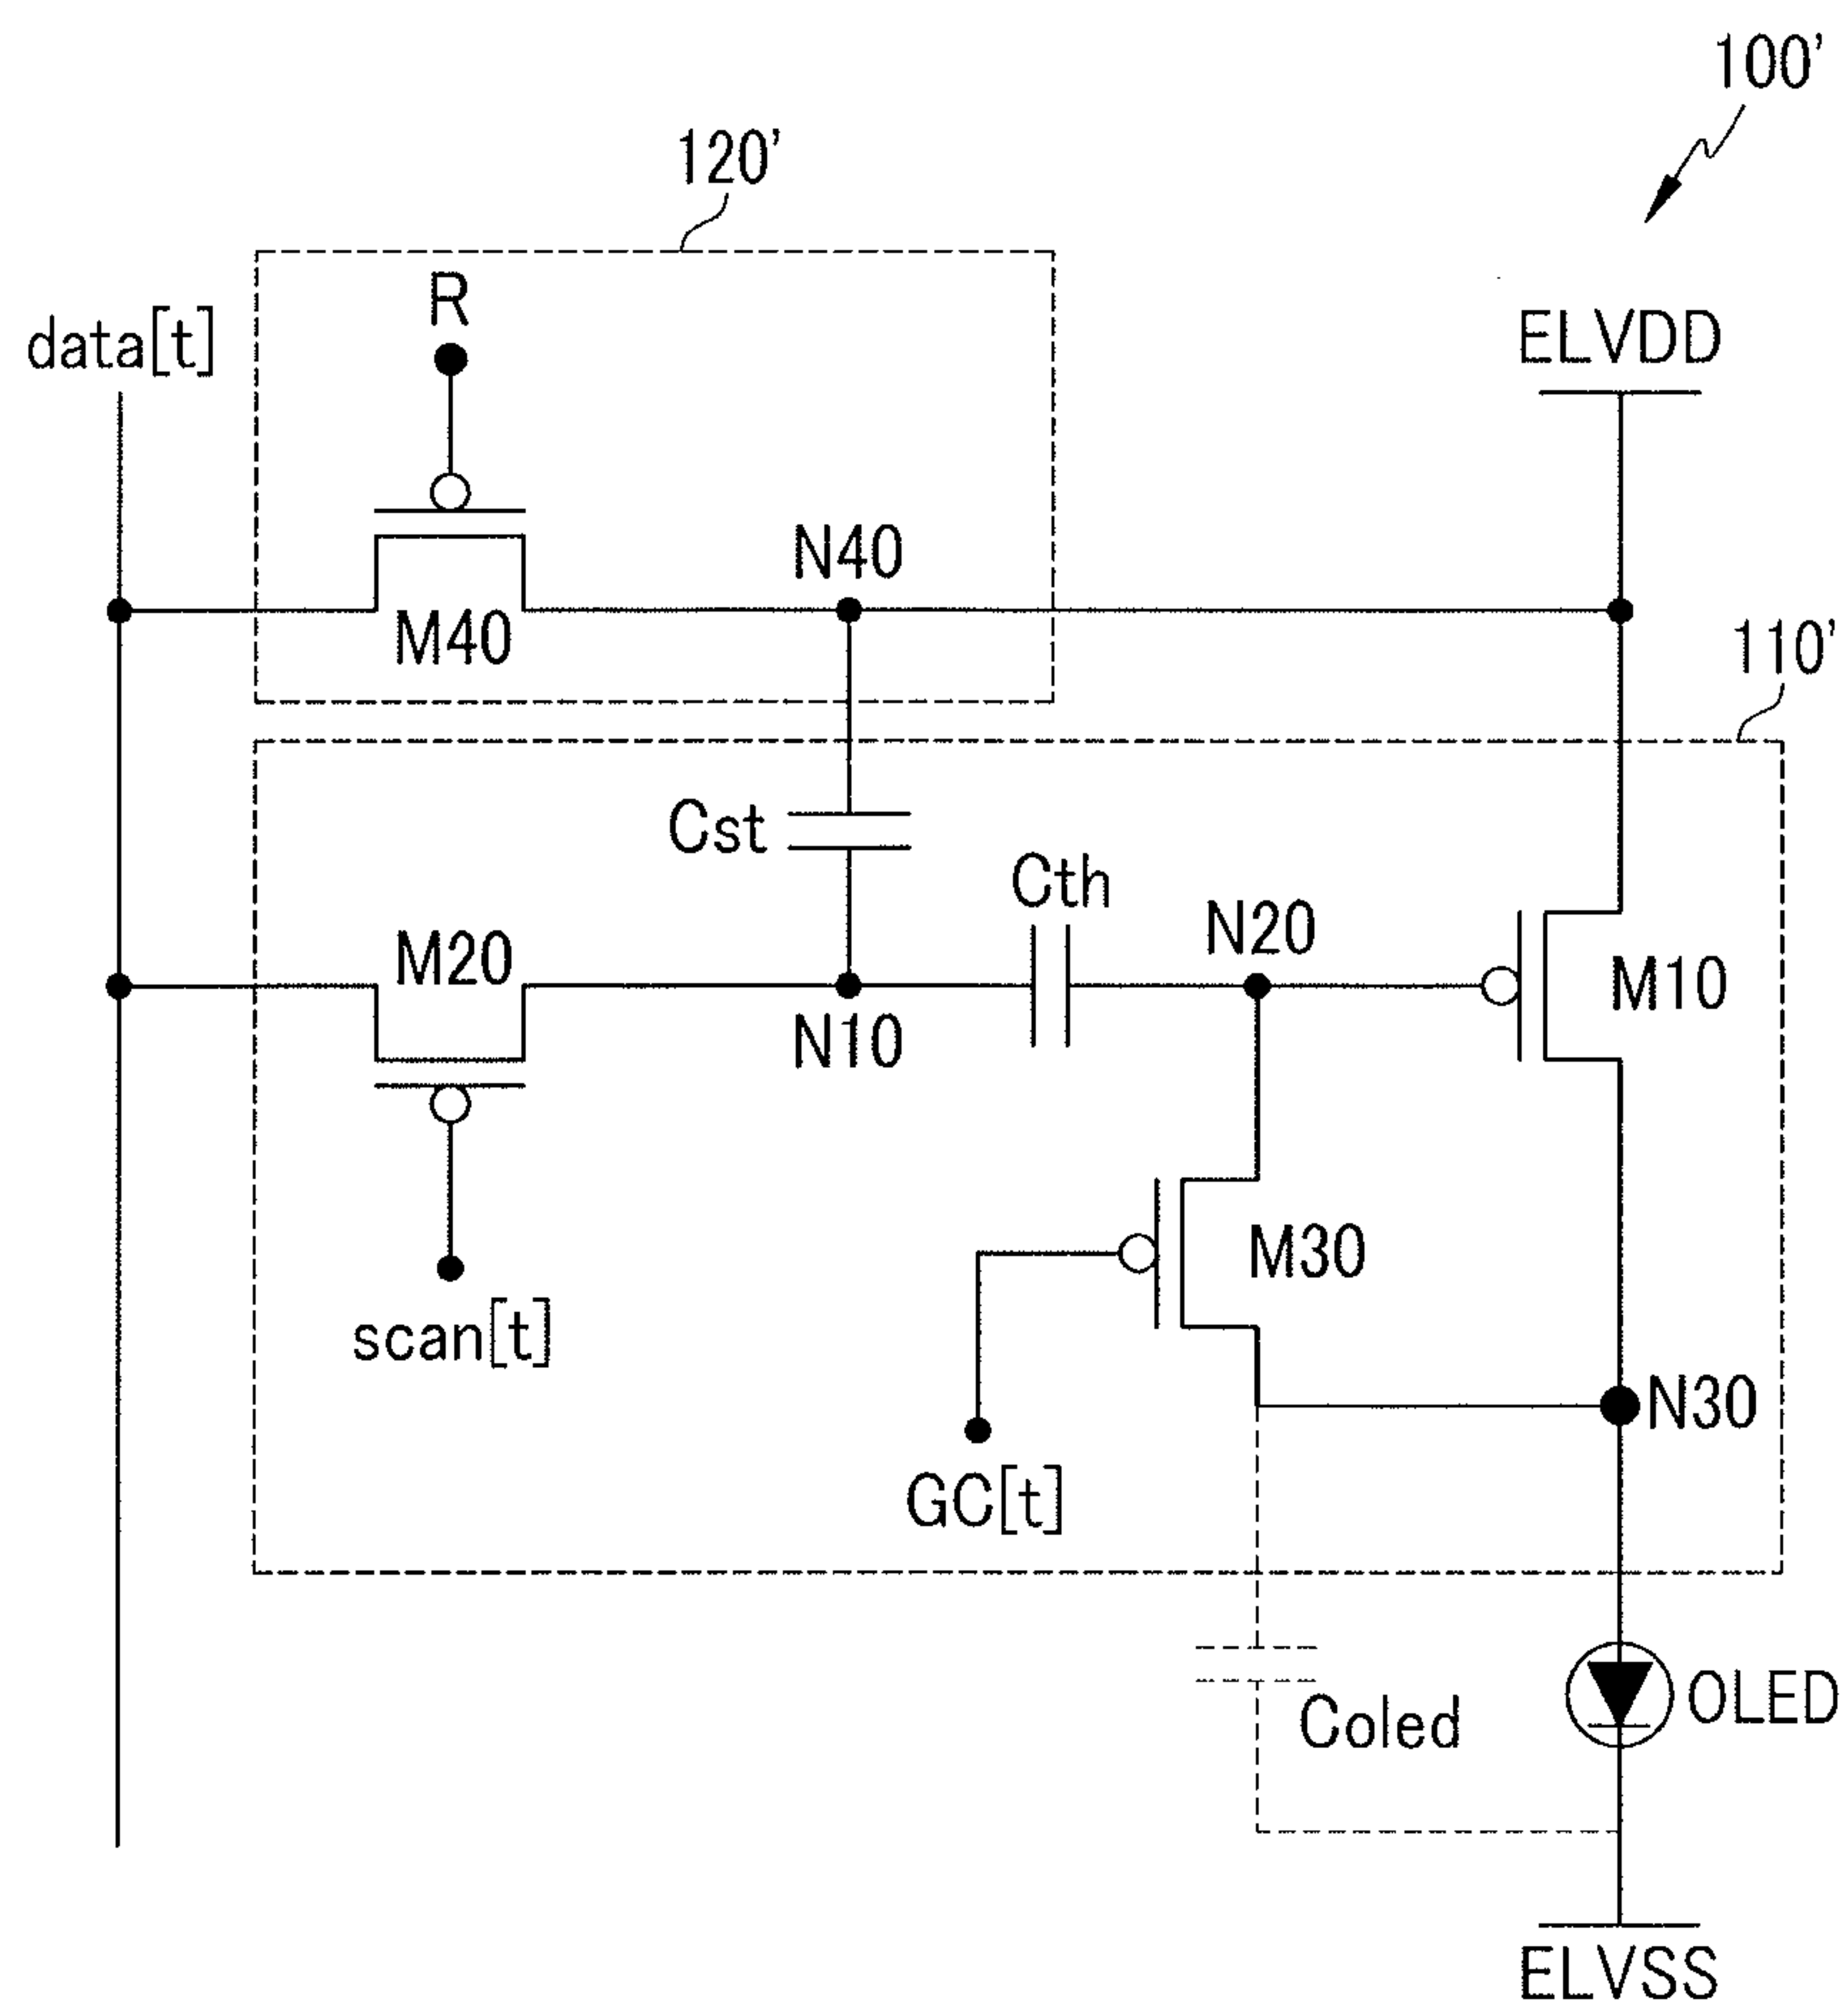 100'
120'
R
data[t]
ELVDD
N40
M40
110'
Cst
Cth
N20
M20
M10
N10
M30
scan[t]
N30
GC[t]
Coled
OLED
ELVSS